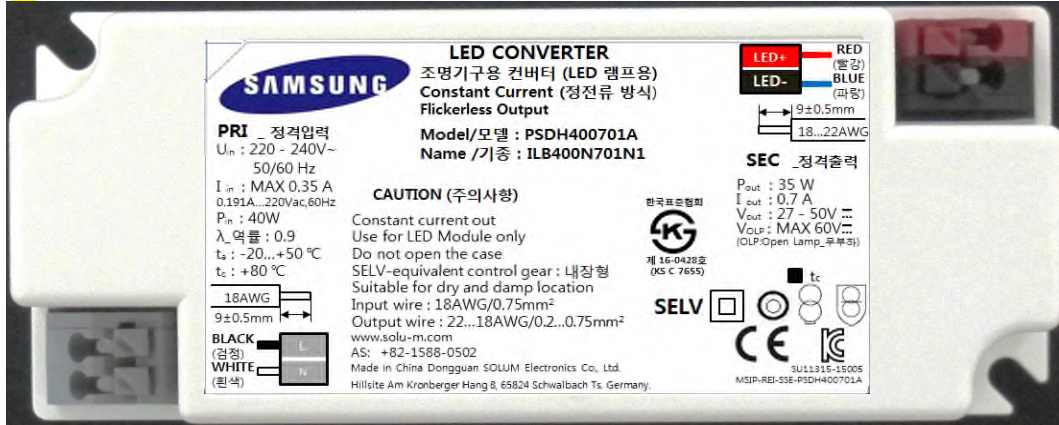 LED CONVERTER
조명기구용 컨버터 (LED 램프용)
Constant Current (정전류 방식)
Flickerless Output
Model/모델 : PSDH400701A
Name /기종 : ILB400N701N1
SAMSUNG
PRI _ 정격입력
Uin : 220 - 240V~
50/60 Hz
I in : MAX 0.35 A
0.191A...220Vac,60Hz
Pin : 40W
λ_역률 : 0.9
ta : -20...+50 ℃
tc : +80 ℃
18AWG
9±0.5mm
BLACK
(검정)
WHITE
(흰색)
L
N
CAUTION (주의사항)
Constant current out
Use for LED Module only
Do not open the case
SELV-equivalent control gear : 내장형
Suitable for dry and damp location
Input wire : 18AWG/0.75mm²
Output wire : 22...18AWG/0.2...0.75mm²
www.solu-m.com
AS: +82-1588-0502
Made in China Dongguan SOLUM Electronics Co., Ltd.
Hillsite Am Kronberger Hang 8, 65824 Schwalbach Ts. Germany.
한국표준협회
제 16-0428호
(KS C 7655)
LED+
LED-
RED
(빨강)
BLUE
(파랑)
9±0.5mm
18...22AWG
SEC _정격출력
Pout : 35 W
I out : 0.7 A
Vout : 27 - 50V
VOLP : MAX 60V
(OLP:Open Lamp_무부하)
tc
SELV
CE
SU11315-15005
MSIP-REI-SSE-PSDH400701A